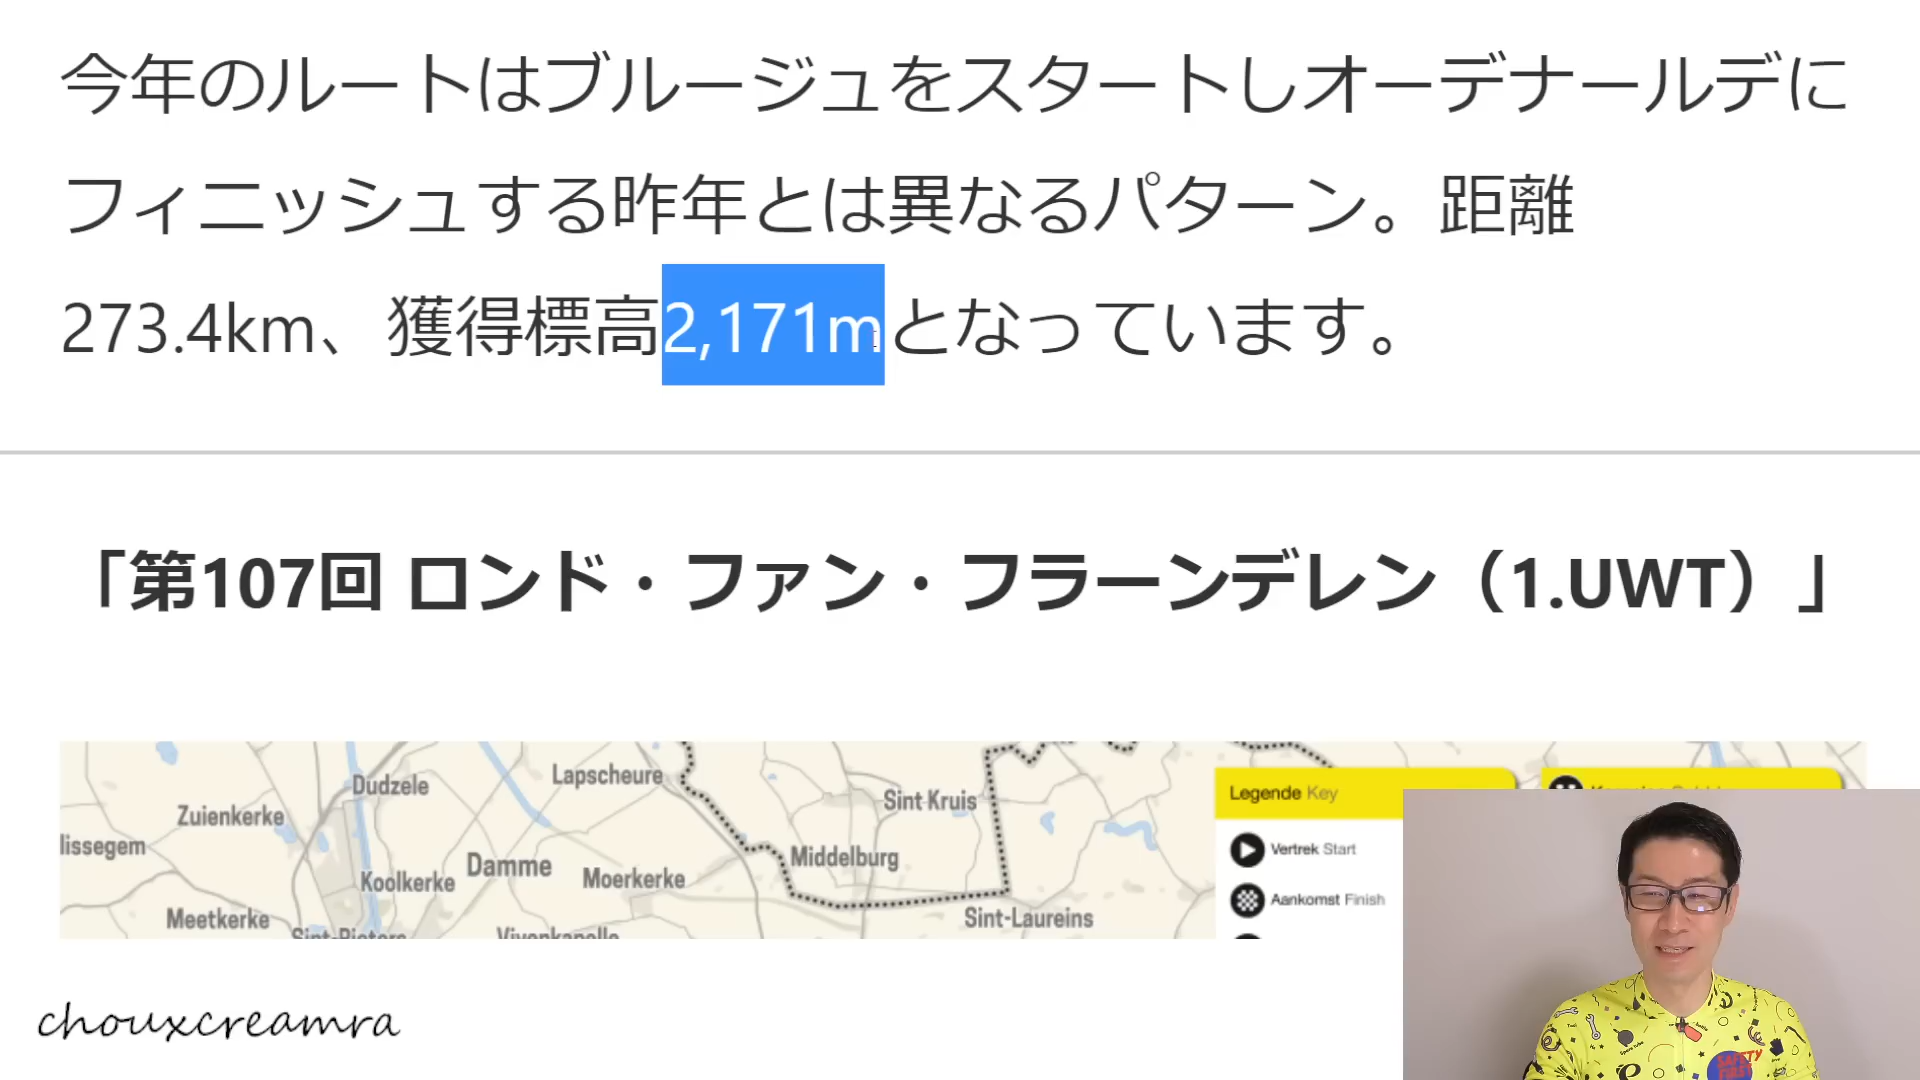 今年のルートはブルージュをスタートしオーデナールデに
フィニッシュする昨年とは異なるパターン。距離
273.4km、獲得標高2,171mとなっています。
「第107回 ロンド・ファン・フラーンデレン（1.UWT）」
Lapscheure
Dudzele
Sint Kruis
Zuienkerke
lissegem
Middelburg
Damme
Koolkerke
Moerkerke
Meetkerke
Sint-Laureins
Legende Key
Vertrek Start
Aankomst Finish
chouxcreamra
SAFETY
FIRST